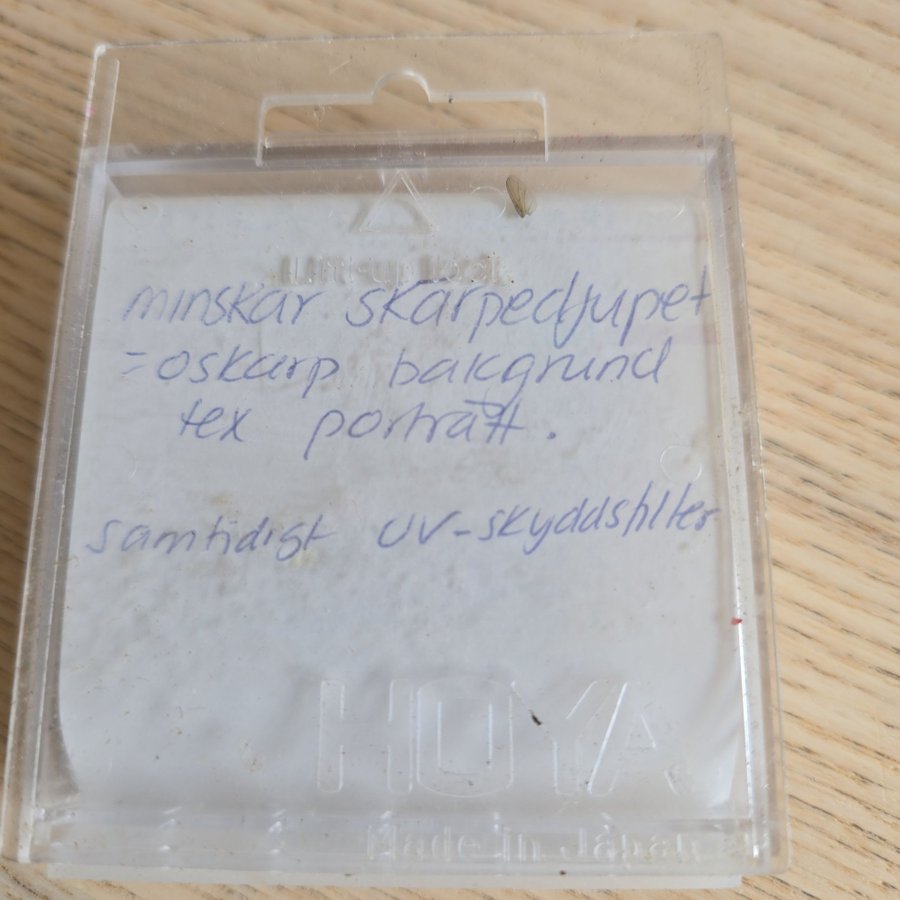 Lift-up Lock
minskar skärpedjupet
=oskarp bakgrund
tex porträtt.
samtidigt UV-skyddsfilter
HOYA
Made in Japan